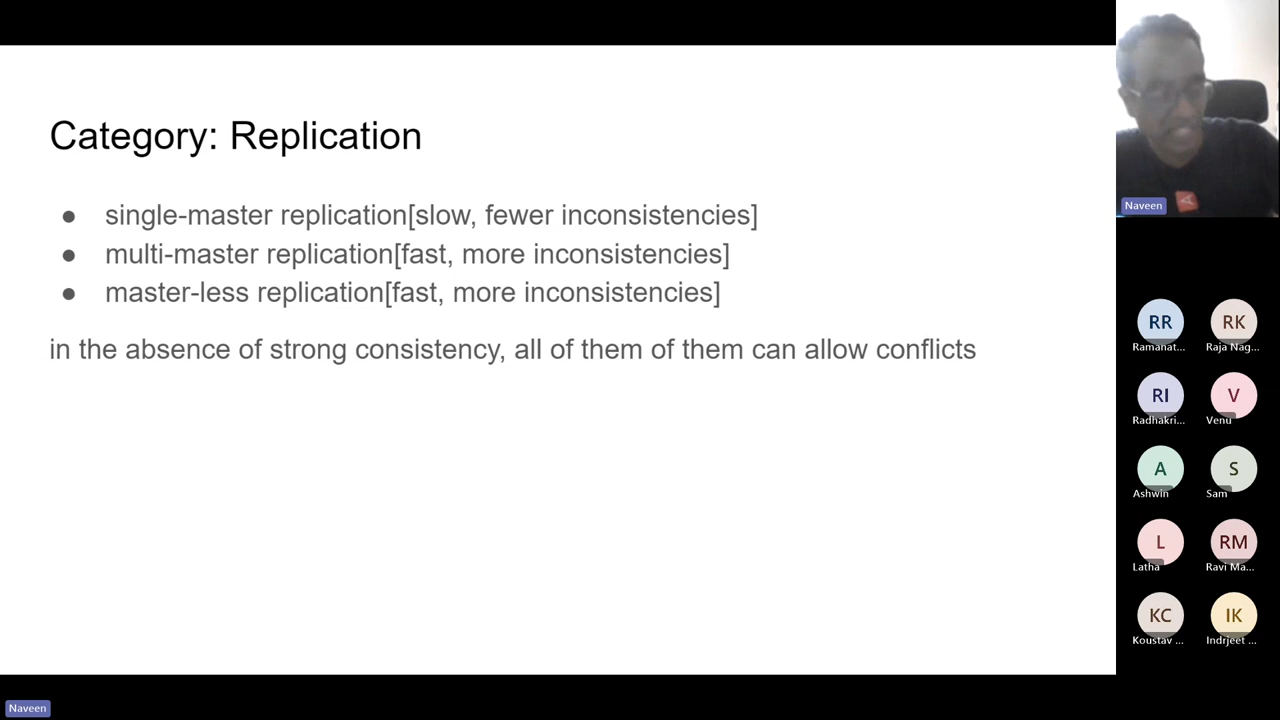 Category: Replication
● single-master replication[slow, fewer inconsistencies]
● multi-master replication[fast, more inconsistencies]
● master-less replication[fast, more inconsistencies]
in the absence of strong consistency, all of them of them can allow conflicts
Naveen
RR
RK
Ramanat...
Raja Nag...
RI
V
Radhakri...
Venu
A
S
Ashwin
Sam
L
RM
Latha
Ravi Ma...
KC
IK
Koustav ...
Indrjeet ...
Naveen